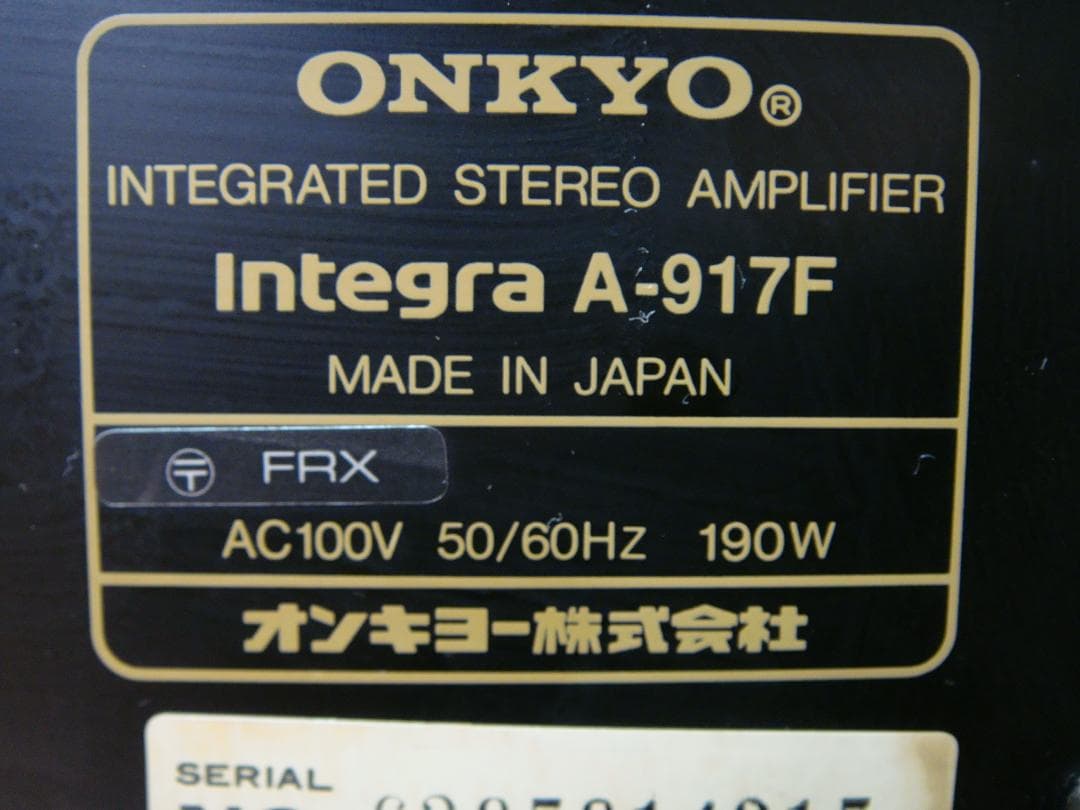 ONKYO®
INTEGRATED STEREO AMPLIFIER
Integra A-917F
MADE IN JAPAN
〶 FRX
AC100V 50/60Hz 190W
オンキヨー株式会社
SERIAL